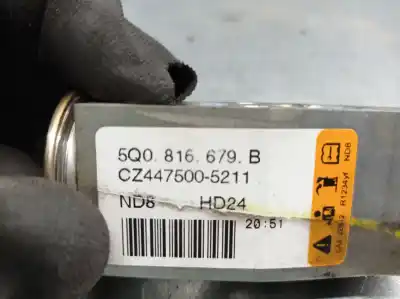 5Q0. 816. 679. B
CZ447500-5211
ND8 HD24
20:51
ND8
R1234yf